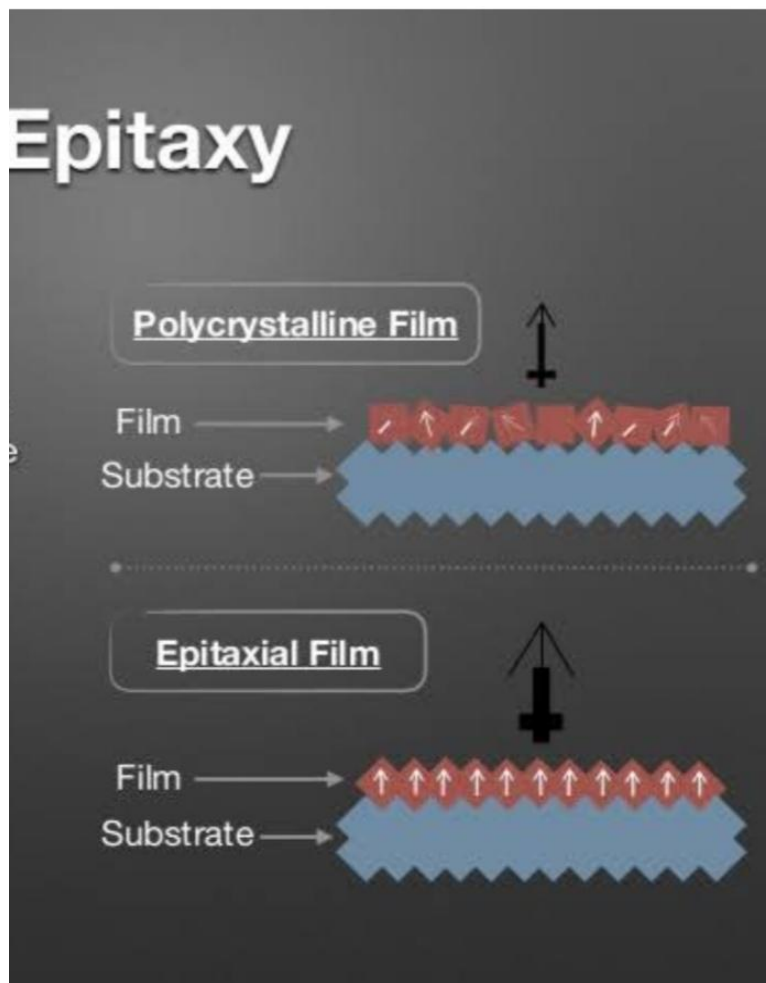 Epitaxy
Polycrystalline Film
Film
e
Substrate
Epitaxial Film
Film
Substrate